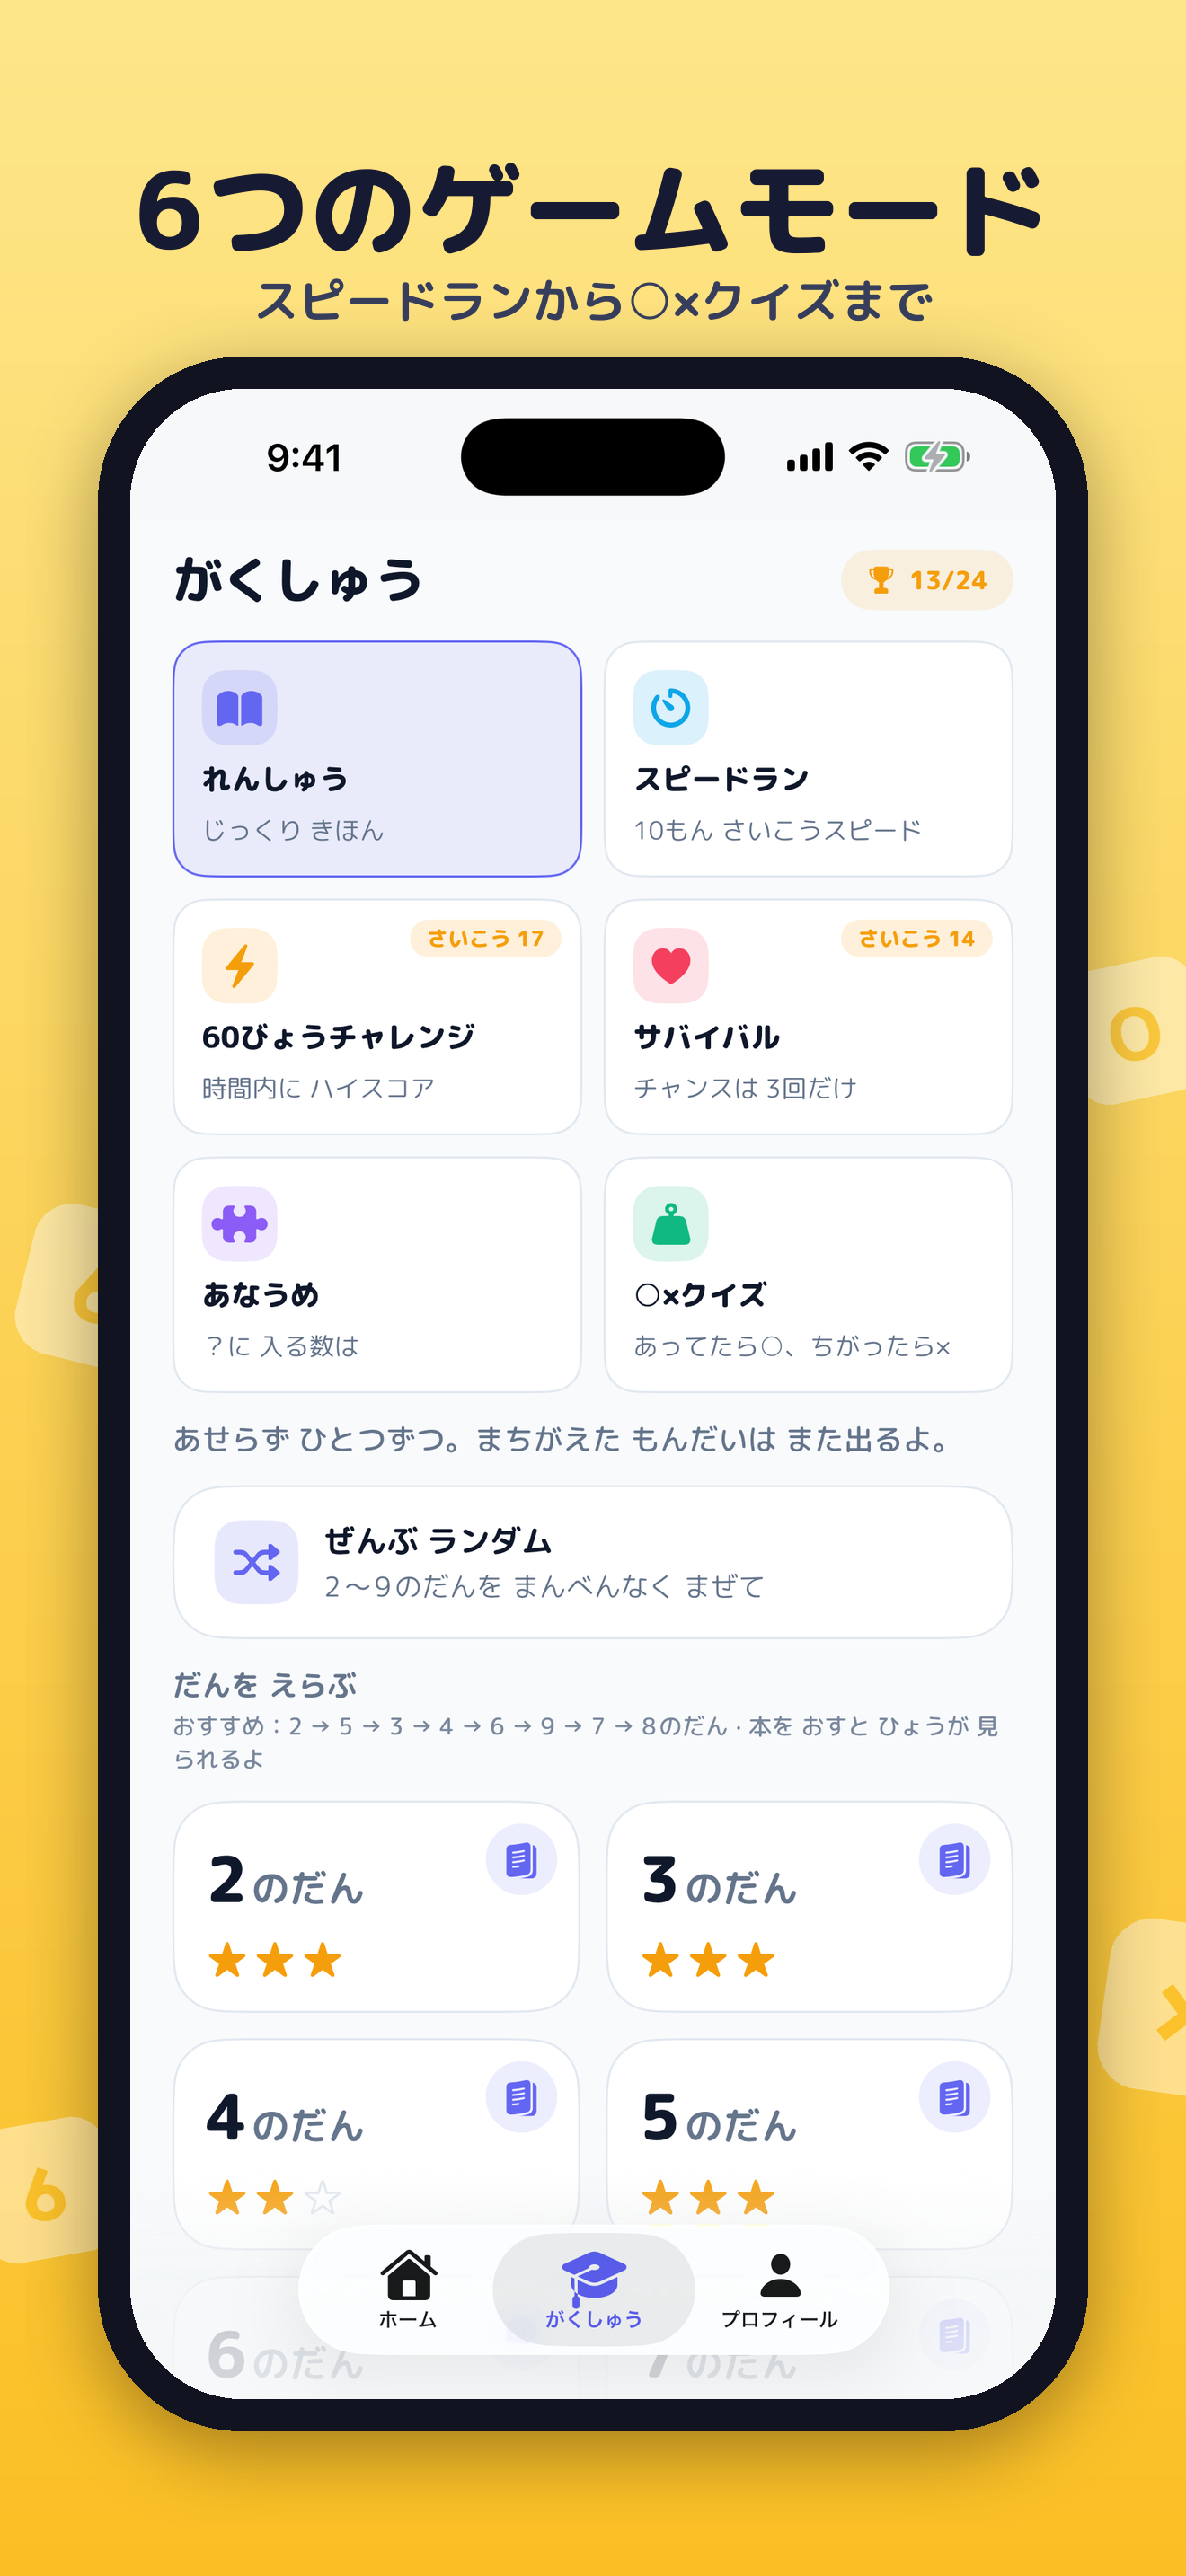 6つのゲームモード
スピードランから○×クイズまで
9:41
がくしゅう
13/24
れんしゅう
じっくり きほん
スピードラン
10もん さいこうスピード
さいこう 17
60びょうチャレンジ
時間内に ハイスコア
さいこう 14
サバイバル
チャンスは 3回だけ
あなうめ
？に 入る数は
○×クイズ
あってたら○、ちがったら×
あせらず ひとつずつ。まちがえた もんだいは また出るよ。
ぜんぶ ランダム
2〜9のだんを まんべんなく まぜて
だんを えらぶ
おすすめ：2 → 5 → 3 → 4 → 6 → 9 → 7 → 8のだん · 本を おすと ひょうが 見
られるよ
2のだん
3のだん
4のだん
5のだん
6のだん
7のだん
ホーム
がくしゅう
プロフィール
6